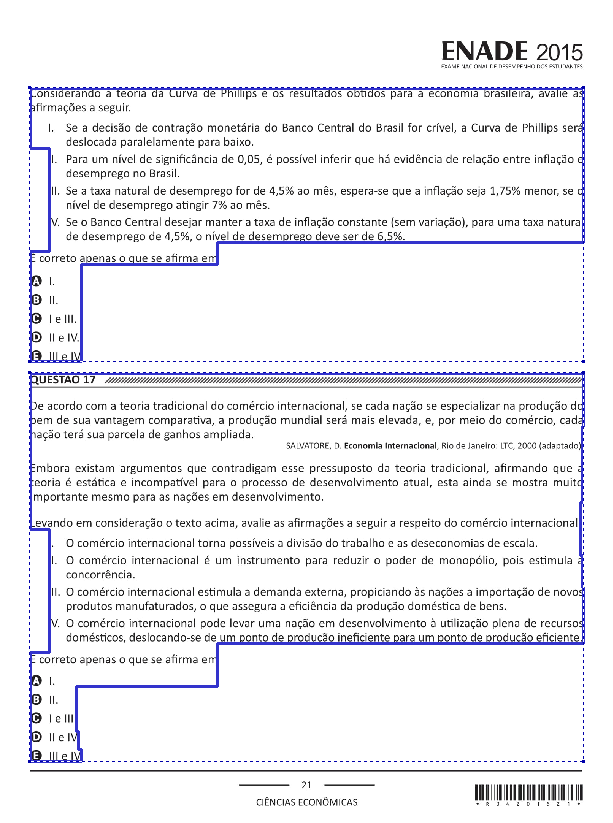 ENADE 2015
EXAME NACIONAL DE DESEMPENHO DOS ESTUDANTES
Considerando a teoria da Curva de Phillips e os resultados obtidos para a economia brasileira, avalie as
afirmações a seguir.
I. Se a decisão de contração monetária do Banco Central do Brasil for crível, a Curva de Phillips será
deslocada paralelamente para baixo.
II. Para um nível de significância de 0,05, é possível inferir que há evidência de relação entre inflação e
desemprego no Brasil.
III. Se a taxa natural de desemprego for de 4,5% ao mês, espera-se que a inflação seja 1,75% menor, se o
nível de desemprego atingir 7% ao mês.
IV. Se o Banco Central desejar manter a taxa de inflação constante (sem variação), para uma taxa natural
de desemprego de 4,5%, o nível de desemprego deve ser de 6,5%.
É correto apenas o que se afirma em
A I.
B II.
C I e III.
D II e IV.
E III e IV.
QUESTÃO 17
De acordo com a teoria tradicional do comércio internacional, se cada nação se especializar na produção do
bem de sua vantagem comparativa, a produção mundial será mais elevada, e, por meio do comércio, cada
nação terá sua parcela de ganhos ampliada.
SALVATORE, D. Economia Internacional, Rio de Janeiro: LTC, 2000 (adaptado).
Embora existam argumentos que contradigam esse pressuposto da teoria tradicional, afirmando que a
teoria é estática e incompatível para o processo de desenvolvimento atual, esta ainda se mostra muito
importante mesmo para as nações em desenvolvimento.
Levando em consideração o texto acima, avalie as afirmações a seguir a respeito do comércio internacional.
I. O comércio internacional torna possíveis a divisão do trabalho e as deseconomias de escala.
II. O comércio internacional é um instrumento para reduzir o poder de monopólio, pois estimula a
concorrência.
III. O comércio internacional estimula a demanda externa, propiciando às nações a importação de novos
produtos manufaturados, o que assegura a eficiência da produção doméstica de bens.
IV. O comércio internacional pode levar uma nação em desenvolvimento à utilização plena de recursos
domésticos, deslocando-se de um ponto de produção ineficiente para um ponto de produção eficiente.
É correto apenas o que se afirma em
A I.
B II.
C I e III.
D II e IV.
E III e IV.
21
CIÊNCIAS ECONÔMICAS
*R04201521*